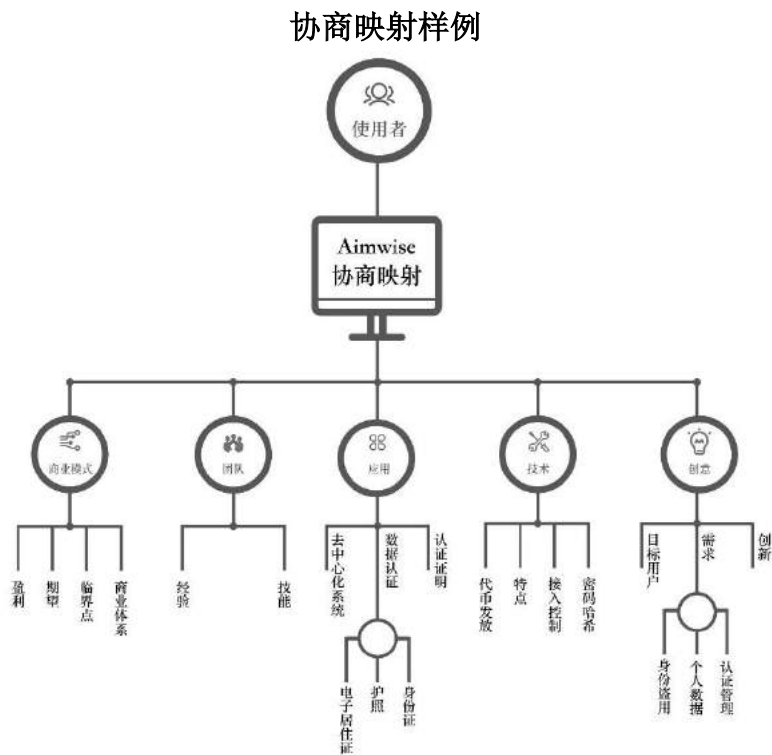 协商映射样例
使用者
Aimwise
协商映射
商业模式
团队
应用
技术
创意
盈利
期望
临界点
商业体系
经验
技能
去中心化系统
数据认证
认证证明
代币发放
特点
接入控制
密码哈希
目标用户
需求
创新
电子居住证
护照
身份证
身份盗用
个人数据
认证管理